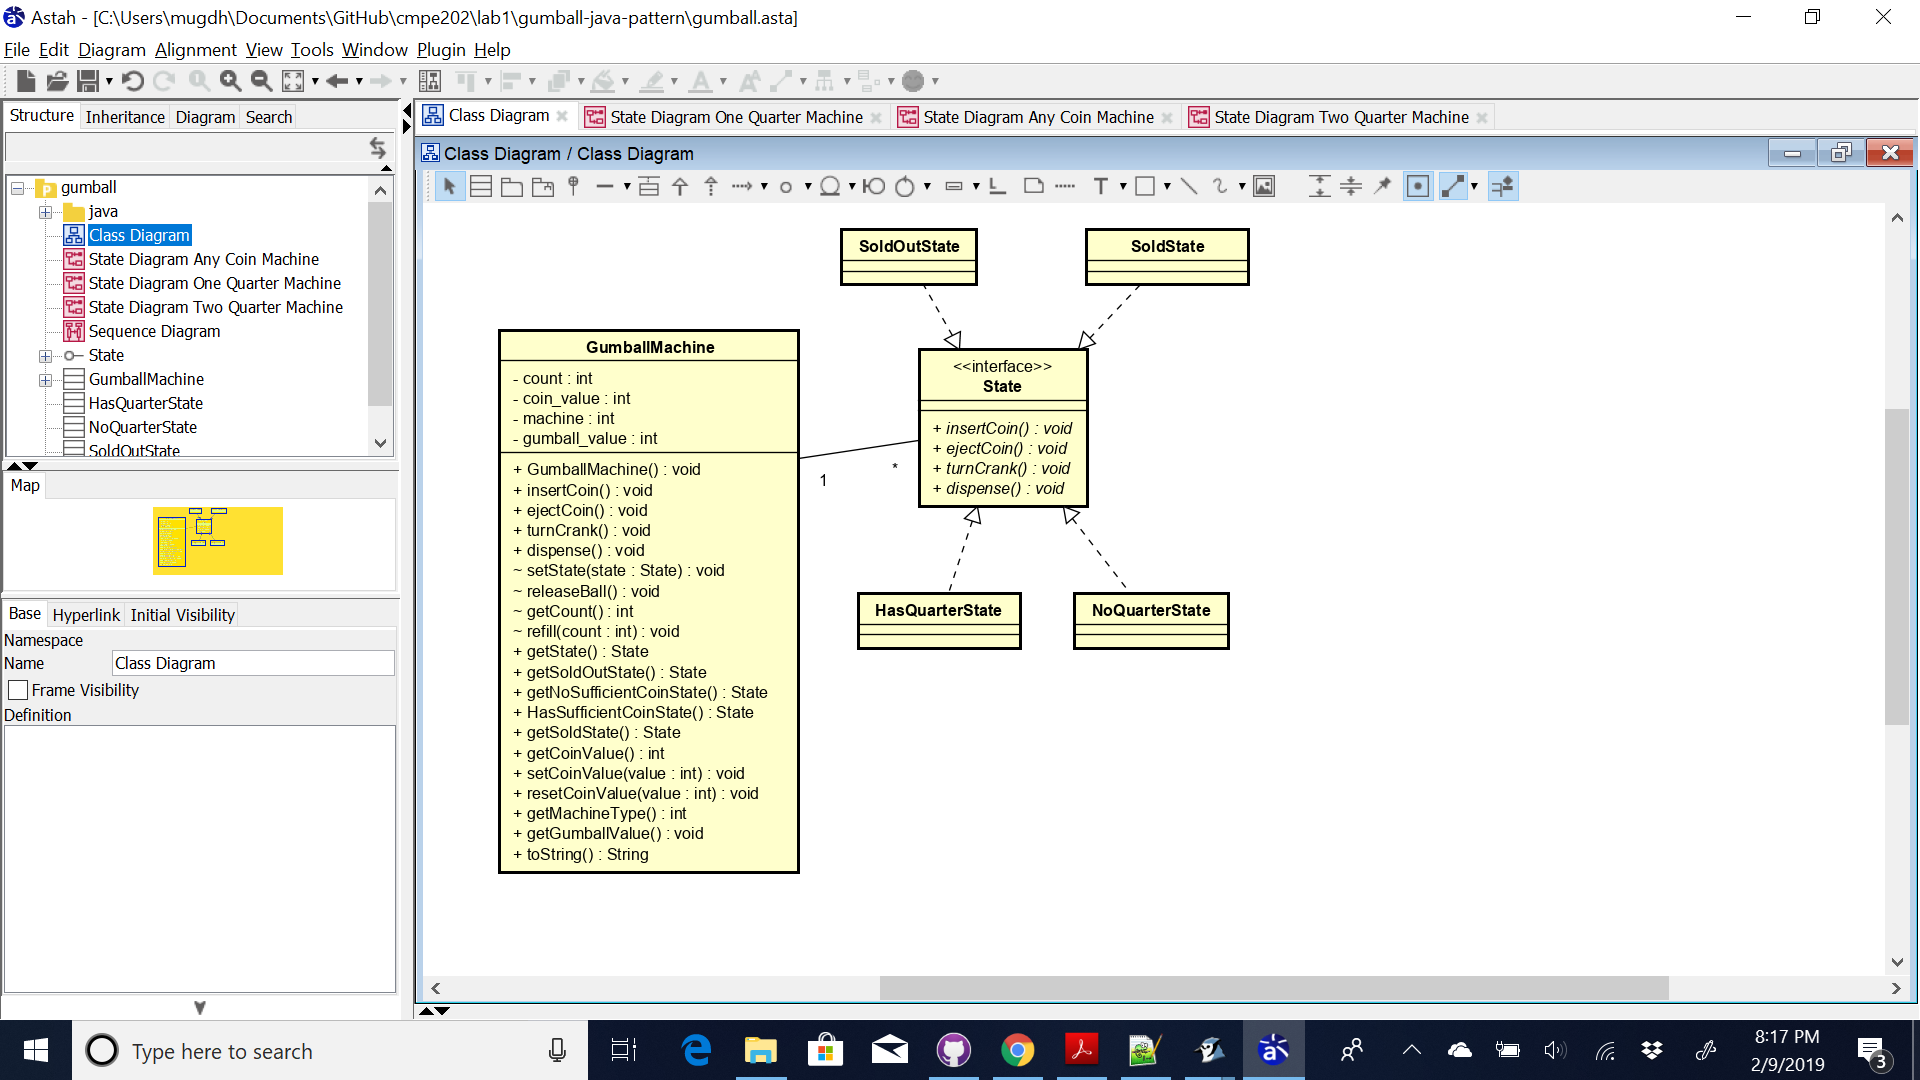 Astah - [C:\Users\mugdh\Documents\GitHub\cmpe202\lab1\gumball-java-pattern\gumball.asta]
File Edit Diagram Alignment View Tools Window Plugin Help
Structure Inheritance Diagram Search
Class Diagram State Diagram One Quarter Machine State Diagram Any Coin Machine State Diagram Two Quarter Machine
Class Diagram / Class Diagram
gumball
java
Class Diagram
State Diagram Any Coin Machine
State Diagram One Quarter Machine
State Diagram Two Quarter Machine
Sequence Diagram
State
GumballMachine
HasQuarterState
NoQuarterState
SoldOutState
Map
Base Hyperlink Initial Visibility
Namespace
Name Class Diagram
Frame Visibility
Definition
SoldOutState
SoldState
GumballMachine
- count : int
- coin_value : int
- machine : int
- gumball_value : int
+ GumballMachine() : void
+ insertCoin() : void
+ ejectCoin() : void
+ turnCrank() : void
+ dispense() : void
~ setState(state : State) : void
~ releaseBall() : void
~ getCount() : int
~ refill(count : int) : void
+ getState() : State
+ getSoldOutState() : State
+ getNoSufficientCoinState() : State
+ HasSufficientCoinState() : State
+ getSoldState() : State
+ getCoinValue() : int
+ setCoinValue(value : int) : void
+ resetCoinValue(value : int) : void
+ getMachineType() : int
+ getGumballValue() : void
+ toString() : String
1
*
<<interface>>
State
+ insertCoin() : void
+ ejectCoin() : void
+ turnCrank() : void
+ dispense() : void
HasQuarterState
NoQuarterState
Type here to search
8:17 PM
2/9/2019
3